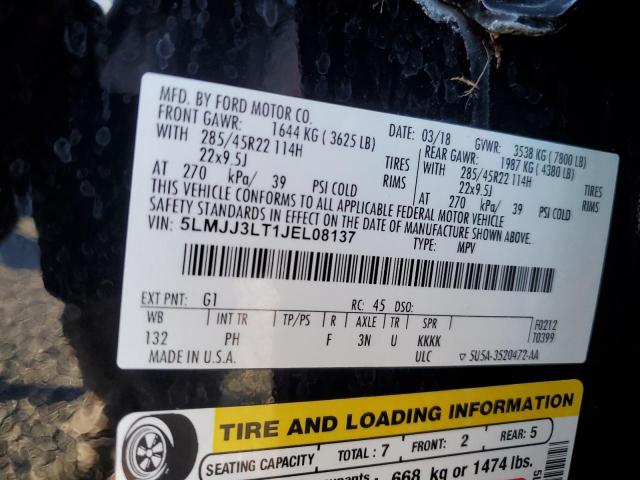 MFD. BY FORD MOTOR CO.
DATE: 03/18 GVWR: 3538 KG ( 7800 LB)
FRONT GAWR: 1644 KG ( 3625 LB) REAR GAWR: 1987 KG ( 4380 LB)
WITH 285/45R22 114H TIRES WITH 285/45R22 114H TIRES
22x9.5J RIMS 22x9.5J RIMS
AT 270 kPa/ 39 PSI COLD AT 270 kPa/ 39 PSI COLD
THIS VEHICLE CONFORMS TO ALL APPLICABLE FEDERAL MOTOR VEHICLE
SAFETY STANDARDS IN EFFECT ON THE DATE OF MANUFACTURE SHOWN ABOVE.
VIN: 5LMJJ3LT1JEL08137
TYPE: MPV
EXT PNT: G1 RC: 45 DSO:
WB INT TR TP/PS R AXLE TR SPR F0212
132 PH F 3N U KKKK T0399
MADE IN U.S.A. ULC ▽ 5U5A-3520472-AA
TIRE AND LOADING INFORMATION
SEATING CAPACITY TOTAL : 7 FRONT: 2 REAR: 5
668 kg or 1474 lbs.